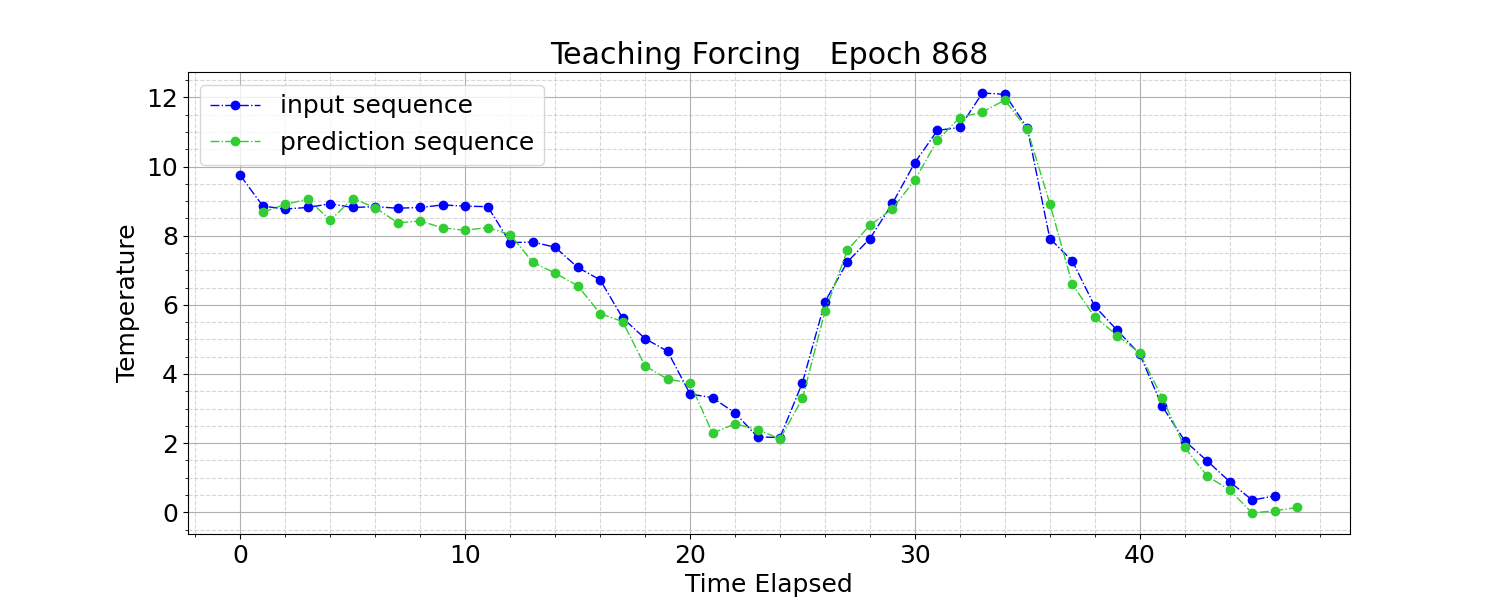 Teaching Forcing   Epoch 868
input sequence
prediction sequence
12
10
8
6
4
2
0
Temperature
0 10 20 30 40
Time Elapsed